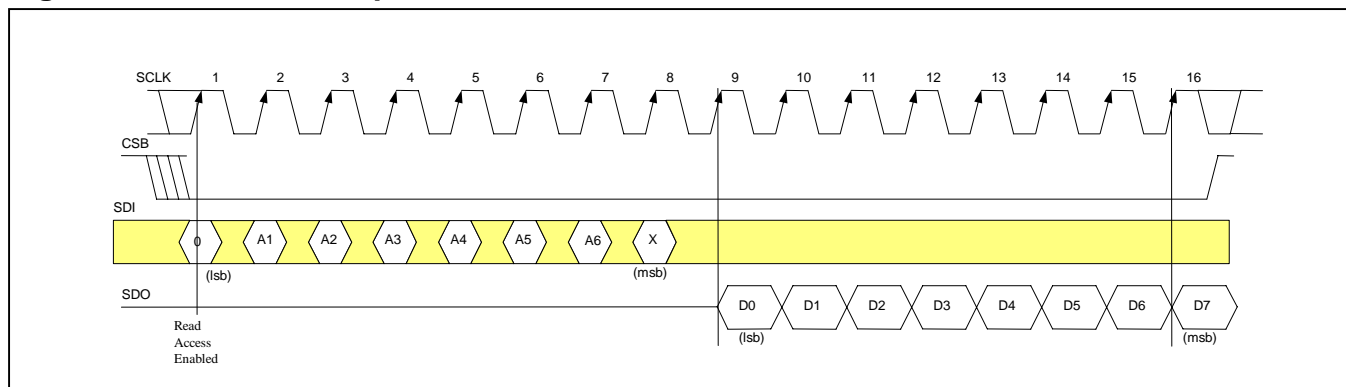 SCLK 1 2 3 4 5 6 7 8 9 10 11 12 13 14 15 16
CSB
SDI
0 A1 A2 A3 A4 A5 A6 X
(lsb) (msb)
SDO
D0 D1 D2 D3 D4 D5 D6 D7
(lsb) (msb)
Read
Access
Enabled